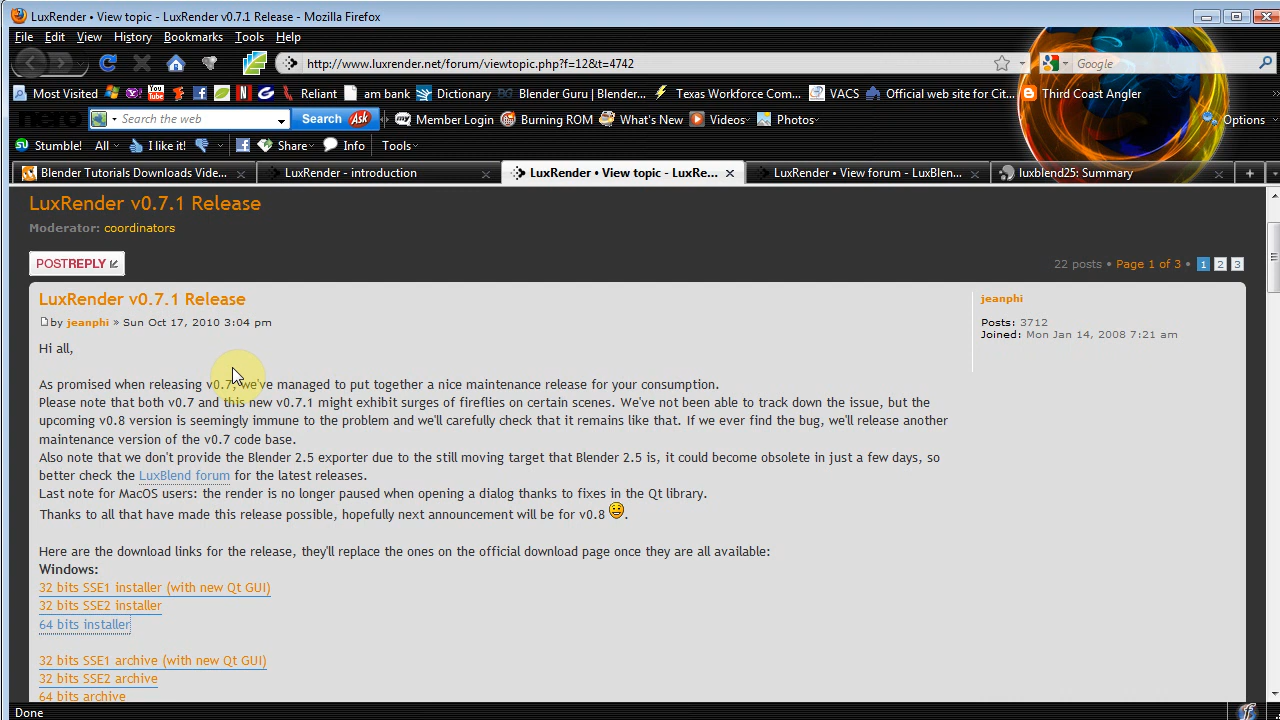 LuxRender • View topic - LuxRender v0.7.1 Release - Mozilla Firefox
File Edit View History Bookmarks Tools Help
http://www.luxrender.net/forum/viewtopic.php?f=12&t=4742
Google
Most Visited
Reliant
am bank
Dictionary
Blender Guru | Blender...
Texas Workforce Com...
VACS
Official web site for Cit...
Third Coast Angler
Search the web
Search Ask
Member Login
Burning ROM
What's New
Videos
Photos
Options
Stumble! All I like it! Share Info Tools
Blender Tutorials Downloads Vide...
LuxRender - introduction
LuxRender • View topic - LuxRe...
LuxRender • View forum - LuxBlen...
luxblend25: Summary
LuxRender v0.7.1 Release
Moderator: coordinators
POSTREPLY
22 posts • Page 1 of 3 • 1 2 3
LuxRender v0.7.1 Release
by jeanphi » Sun Oct 17, 2010 3:04 pm
jeanphi
Posts: 3712
Joined: Mon Jan 14, 2008 7:21 am
Hi all,
As promised when releasing v0.7, we've managed to put together a nice maintenance release for your consumption.
Please note that both v0.7 and this new v0.7.1 might exhibit surges of fireflies on certain scenes. We've not been able to track down the issue, but the
upcoming v0.8 version is seemingly immune to the problem and we'll carefully check that it remains like that. If we ever find the bug, we'll release another
maintenance version of the v0.7 code base.
Also note that we don't provide the Blender 2.5 exporter due to the still moving target that Blender 2.5 is, it could become obsolete in just a few days, so
better check the LuxBlend forum for the latest releases.
Last note for MacOS users: the render is no longer paused when opening a dialog thanks to fixes in the Qt library.
Thanks to all that have made this release possible, hopefully next announcement will be for v0.8 .
Here are the download links for the release, they'll replace the ones on the official download page once they are all available:
Windows:
32 bits SSE1 installer (with new Qt GUI)
32 bits SSE2 installer
64 bits installer
32 bits SSE1 archive (with new Qt GUI)
32 bits SSE2 archive
64 bits archive
Done